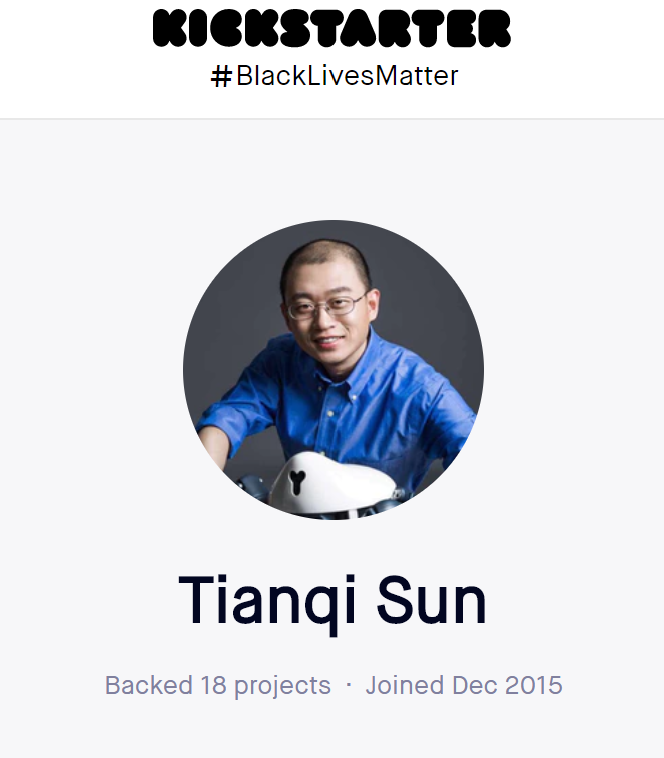 KICKSTARTER
#BlackLivesMatter
Tianqi Sun
Backed 18 projects · Joined Dec 2015